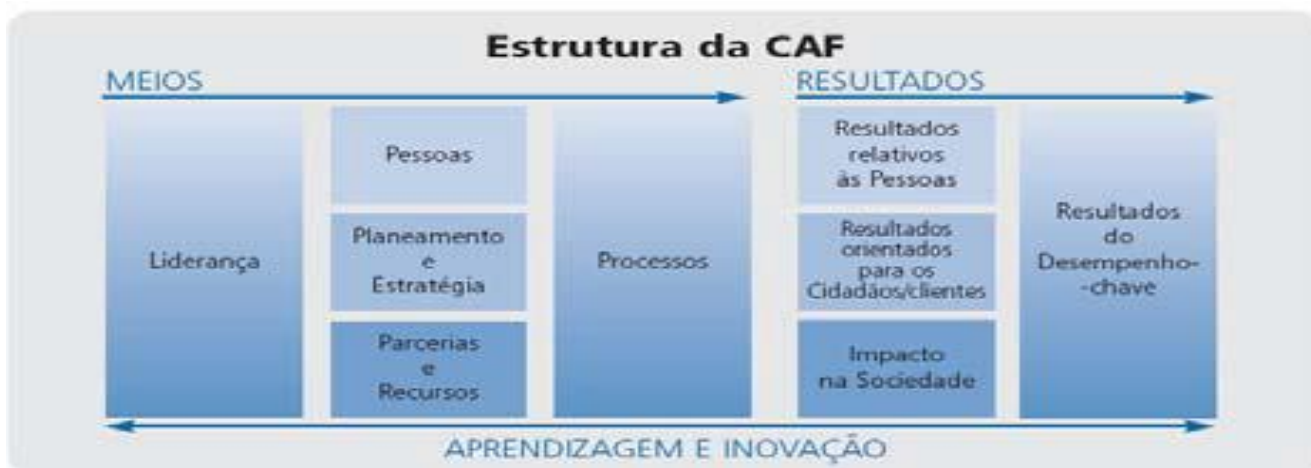 Estrutura da CAF
MEIOS
RESULTADOS
Liderança
Pessoas
Planeamento
e
Estratégia
Parcerias
e
Recursos
Processos
Resultados
relativos
às Pessoas
Resultados
orientados
para os
Cidadãos/clientes
Impacto
na Sociedade
Resultados
do
Desempenho-
-chave
APRENDIZAGEM E INOVAÇÃO